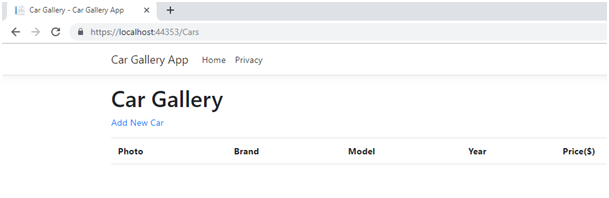 Car Gallery - Car Gallery App
https://localhost:44353/Cars
Car Gallery App Home Privacy
Car Gallery
Add New Car
Photo Brand Model Year Price($)